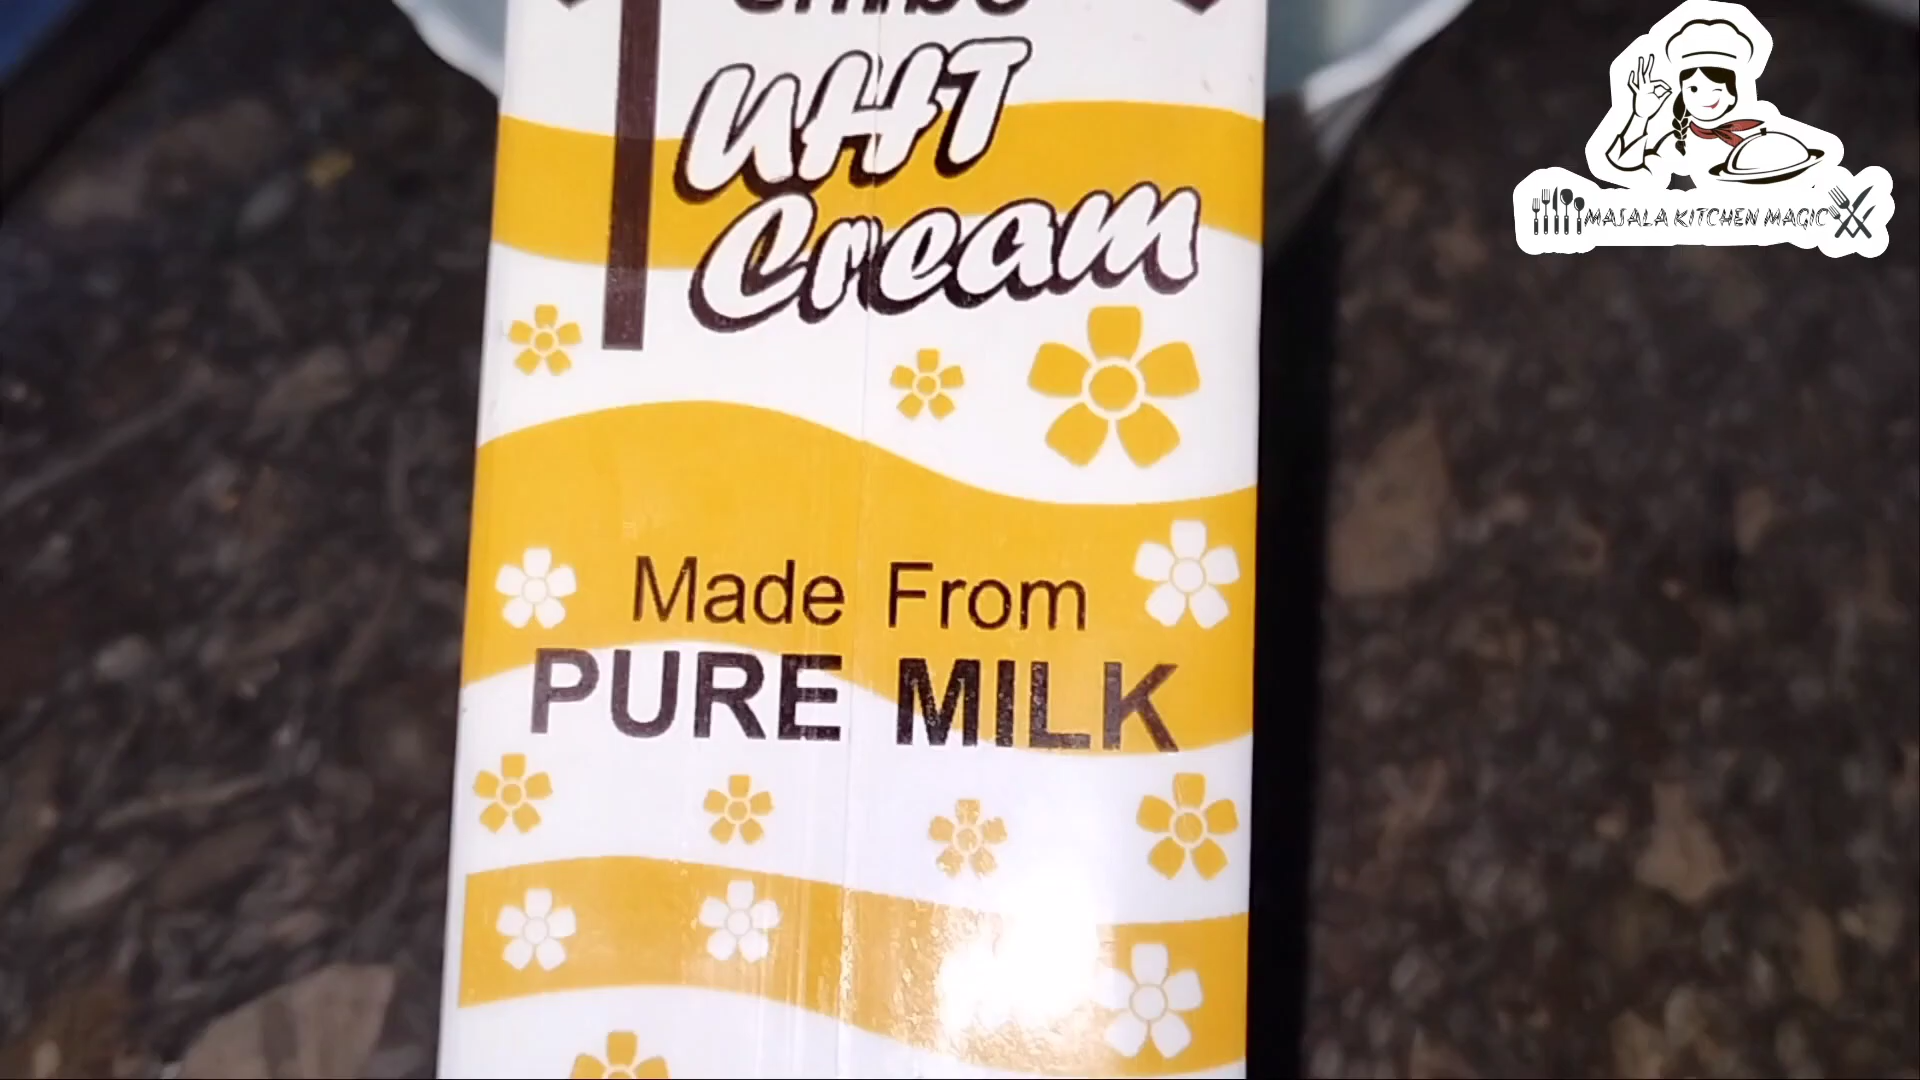 UHT
Cream
Made From
PURE MILK
MASALA KITCHEN MAGIC